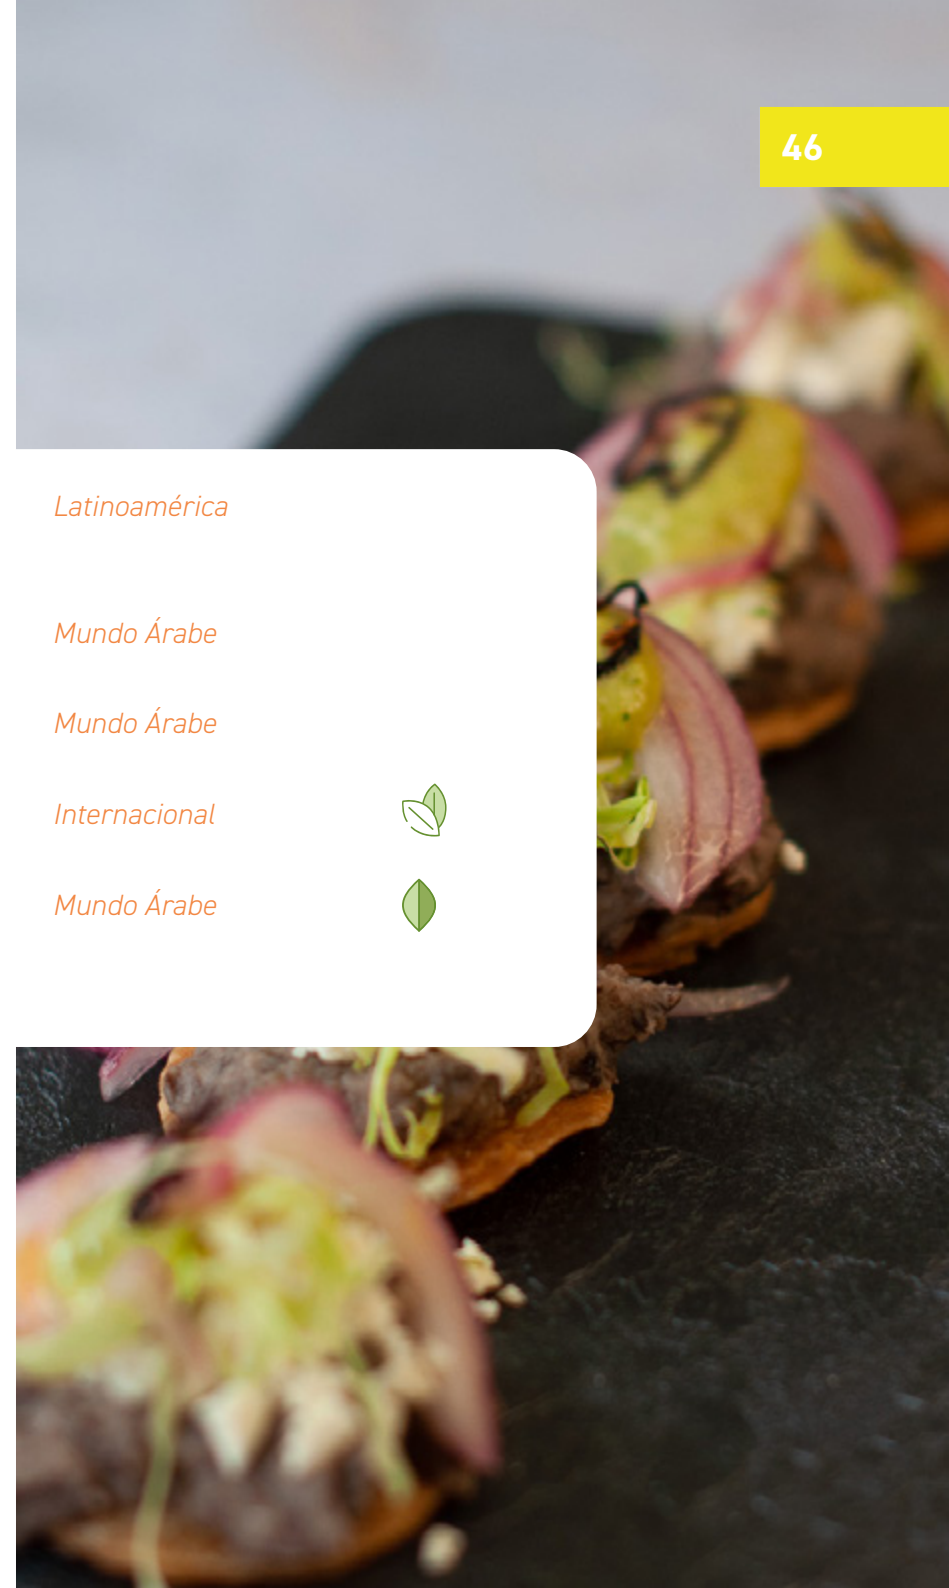 46
Latinoamérica
Mundo Árabe
Mundo Árabe
Internacional
Mundo Árabe